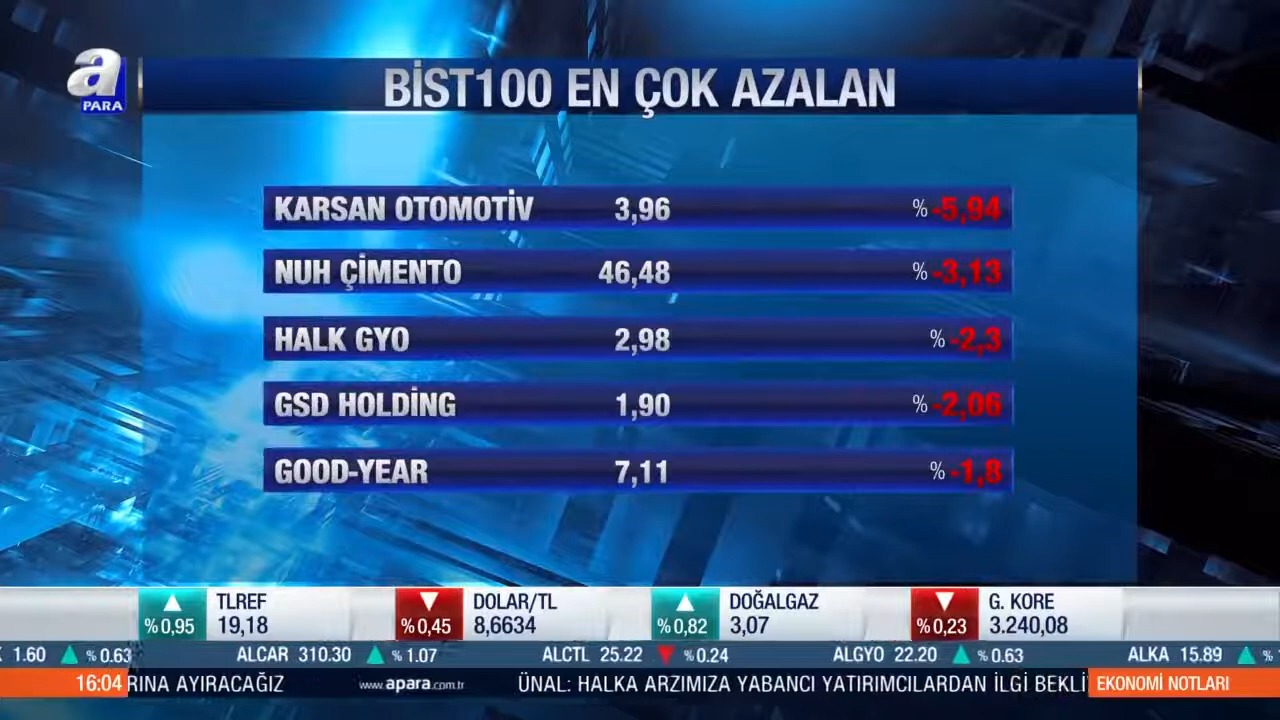 a
PARA
BİST100 EN ÇOK AZALAN
KARSAN OTOMOTİV 3,96 % -5,94
NUH ÇİMENTO 46,48 % -3,13
HALK GYO 2,98 % -2,3
GSD HOLDİNG 1,90 % -2,06
GOOD-YEAR 7,11 % -1,8
% 0,95 TLREF 19,18
% 0,45 DOLAR/TL 8,6634
% 0,82 DOĞALGAZ 3,07
% 0,23 G. KORE 3.240,08
1.60 % 0.63 ALCAR 310.30 % 1.07 ALCTL 25.22 % 0.24 ALGYO 22.20 % 0.63 ALKA 15.89 %
16:04 RINA AYIRACAĞIZ www.apara.com.tr ÜNAL: HALKA ARZIMIZA YABANCI YATIRIMCILARDAN İLGİ BEKLİ EKONOMİ NOTLARI